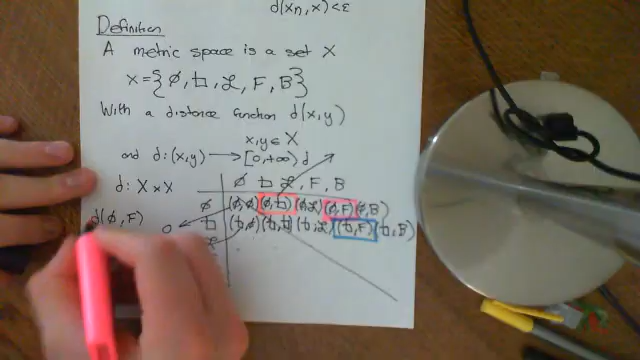 d(xn, x) < ε
Definition
A metric space is a set X
X = {∅, ל, ℒ, F, B}
With a distance function d(x,y)
x,y ∈ X
and d: (x,y) ⟶ [0,+∞) d
d: X × X
∅ ל ℒ, F, B
∅ (∅,∅) (∅,ל) (∅,ℒ) (∅,F) (∅,B)
d(∅, F)
0
ל (ל,∅) (ל,ל) (ל,ℒ) (ל,F) (ל,B)
ℒ